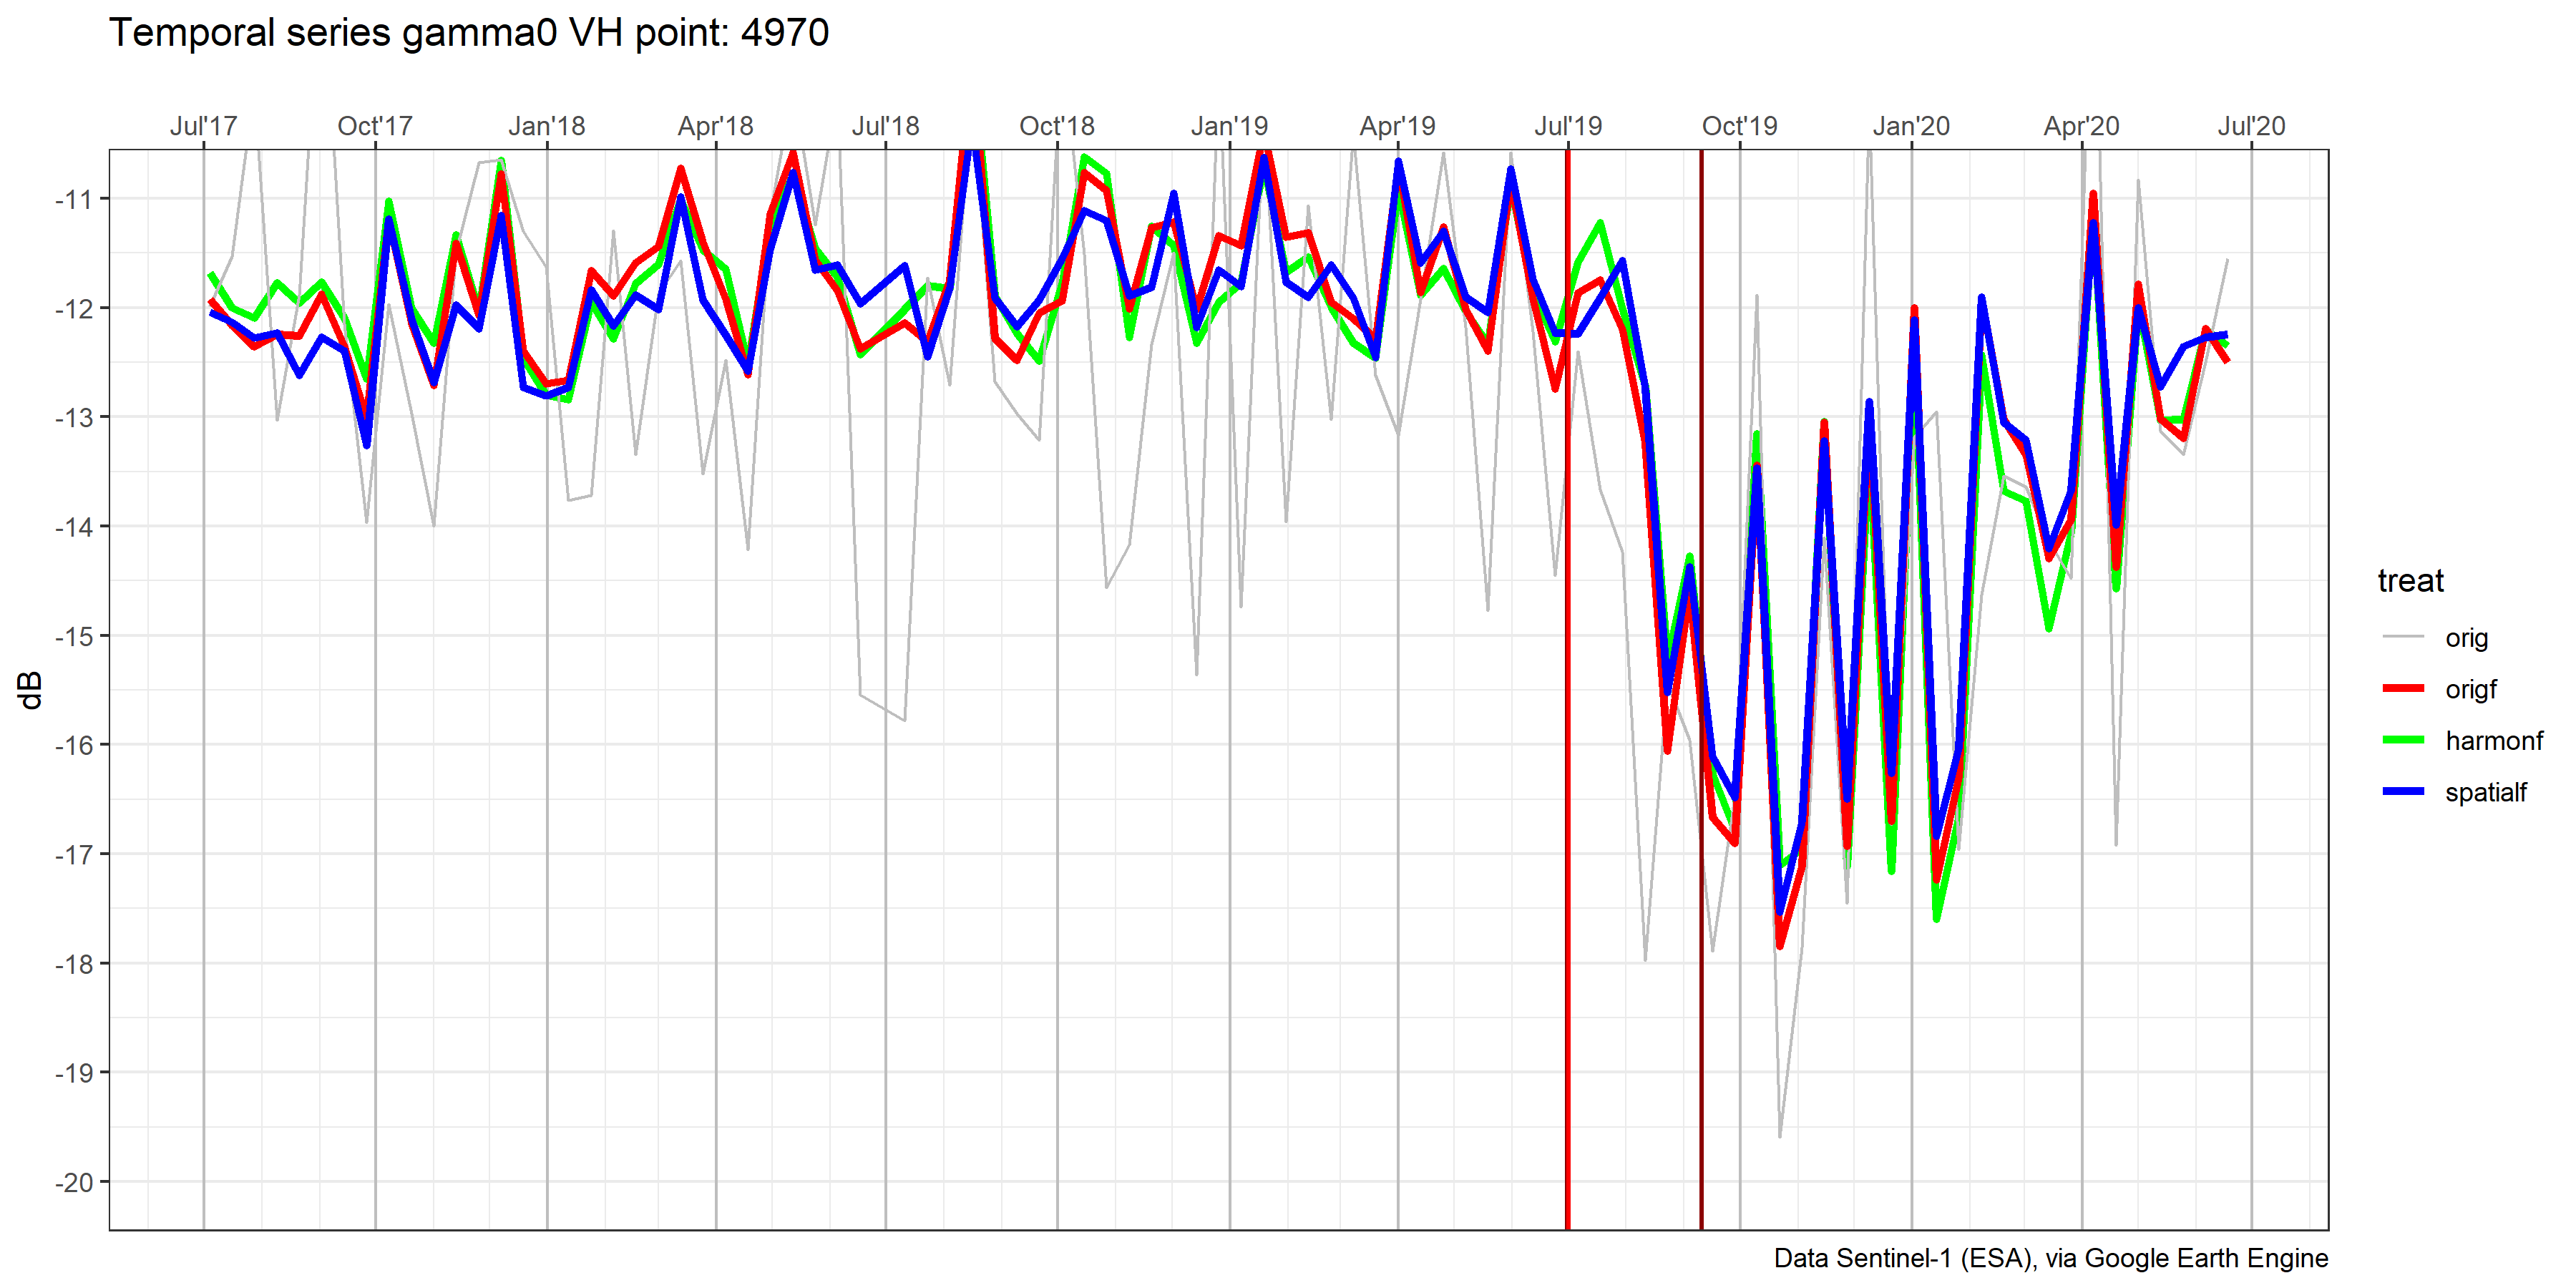 Temporal series gamma0 VH point: 4970
Jul'17 Oct'17 Jan'18 Apr'18 Jul'18 Oct'18 Jan'19 Apr'19 Jul'19 Oct'19 Jan'20 Apr'20 Jul'20
-11
-12
-13
-14
-15
-16
-17
-18
-19
-20
dB
treat
orig
origf
harmonf
spatialf
Data Sentinel-1 (ESA), via Google Earth Engine